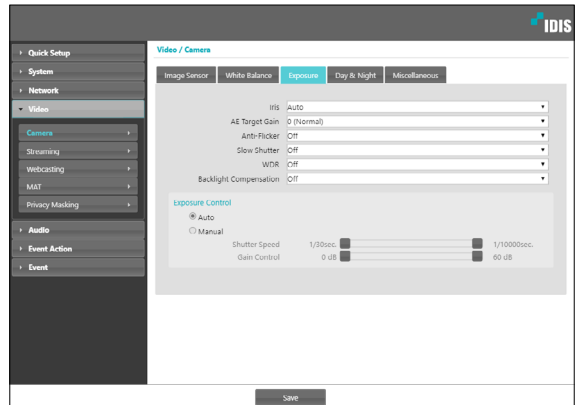 IDIS
Quick Setup
System
Network
Video
Camera
Streaming
Webcasting
MAT
Privacy Masking
Audio
Event Action
Event
Video / Camera
Image Sensor White Balance Exposure Day & Night Miscellaneous
Iris Auto
AE Target Gain 0 (Normal)
Anti-Flicker Off
Slow Shutter Off
WDR Off
Backlight Compensation Off
Exposure Control
Auto
Manual
Shutter Speed 1/30sec. 1/10000sec.
Gain Control 0 dB 60 dB
Save